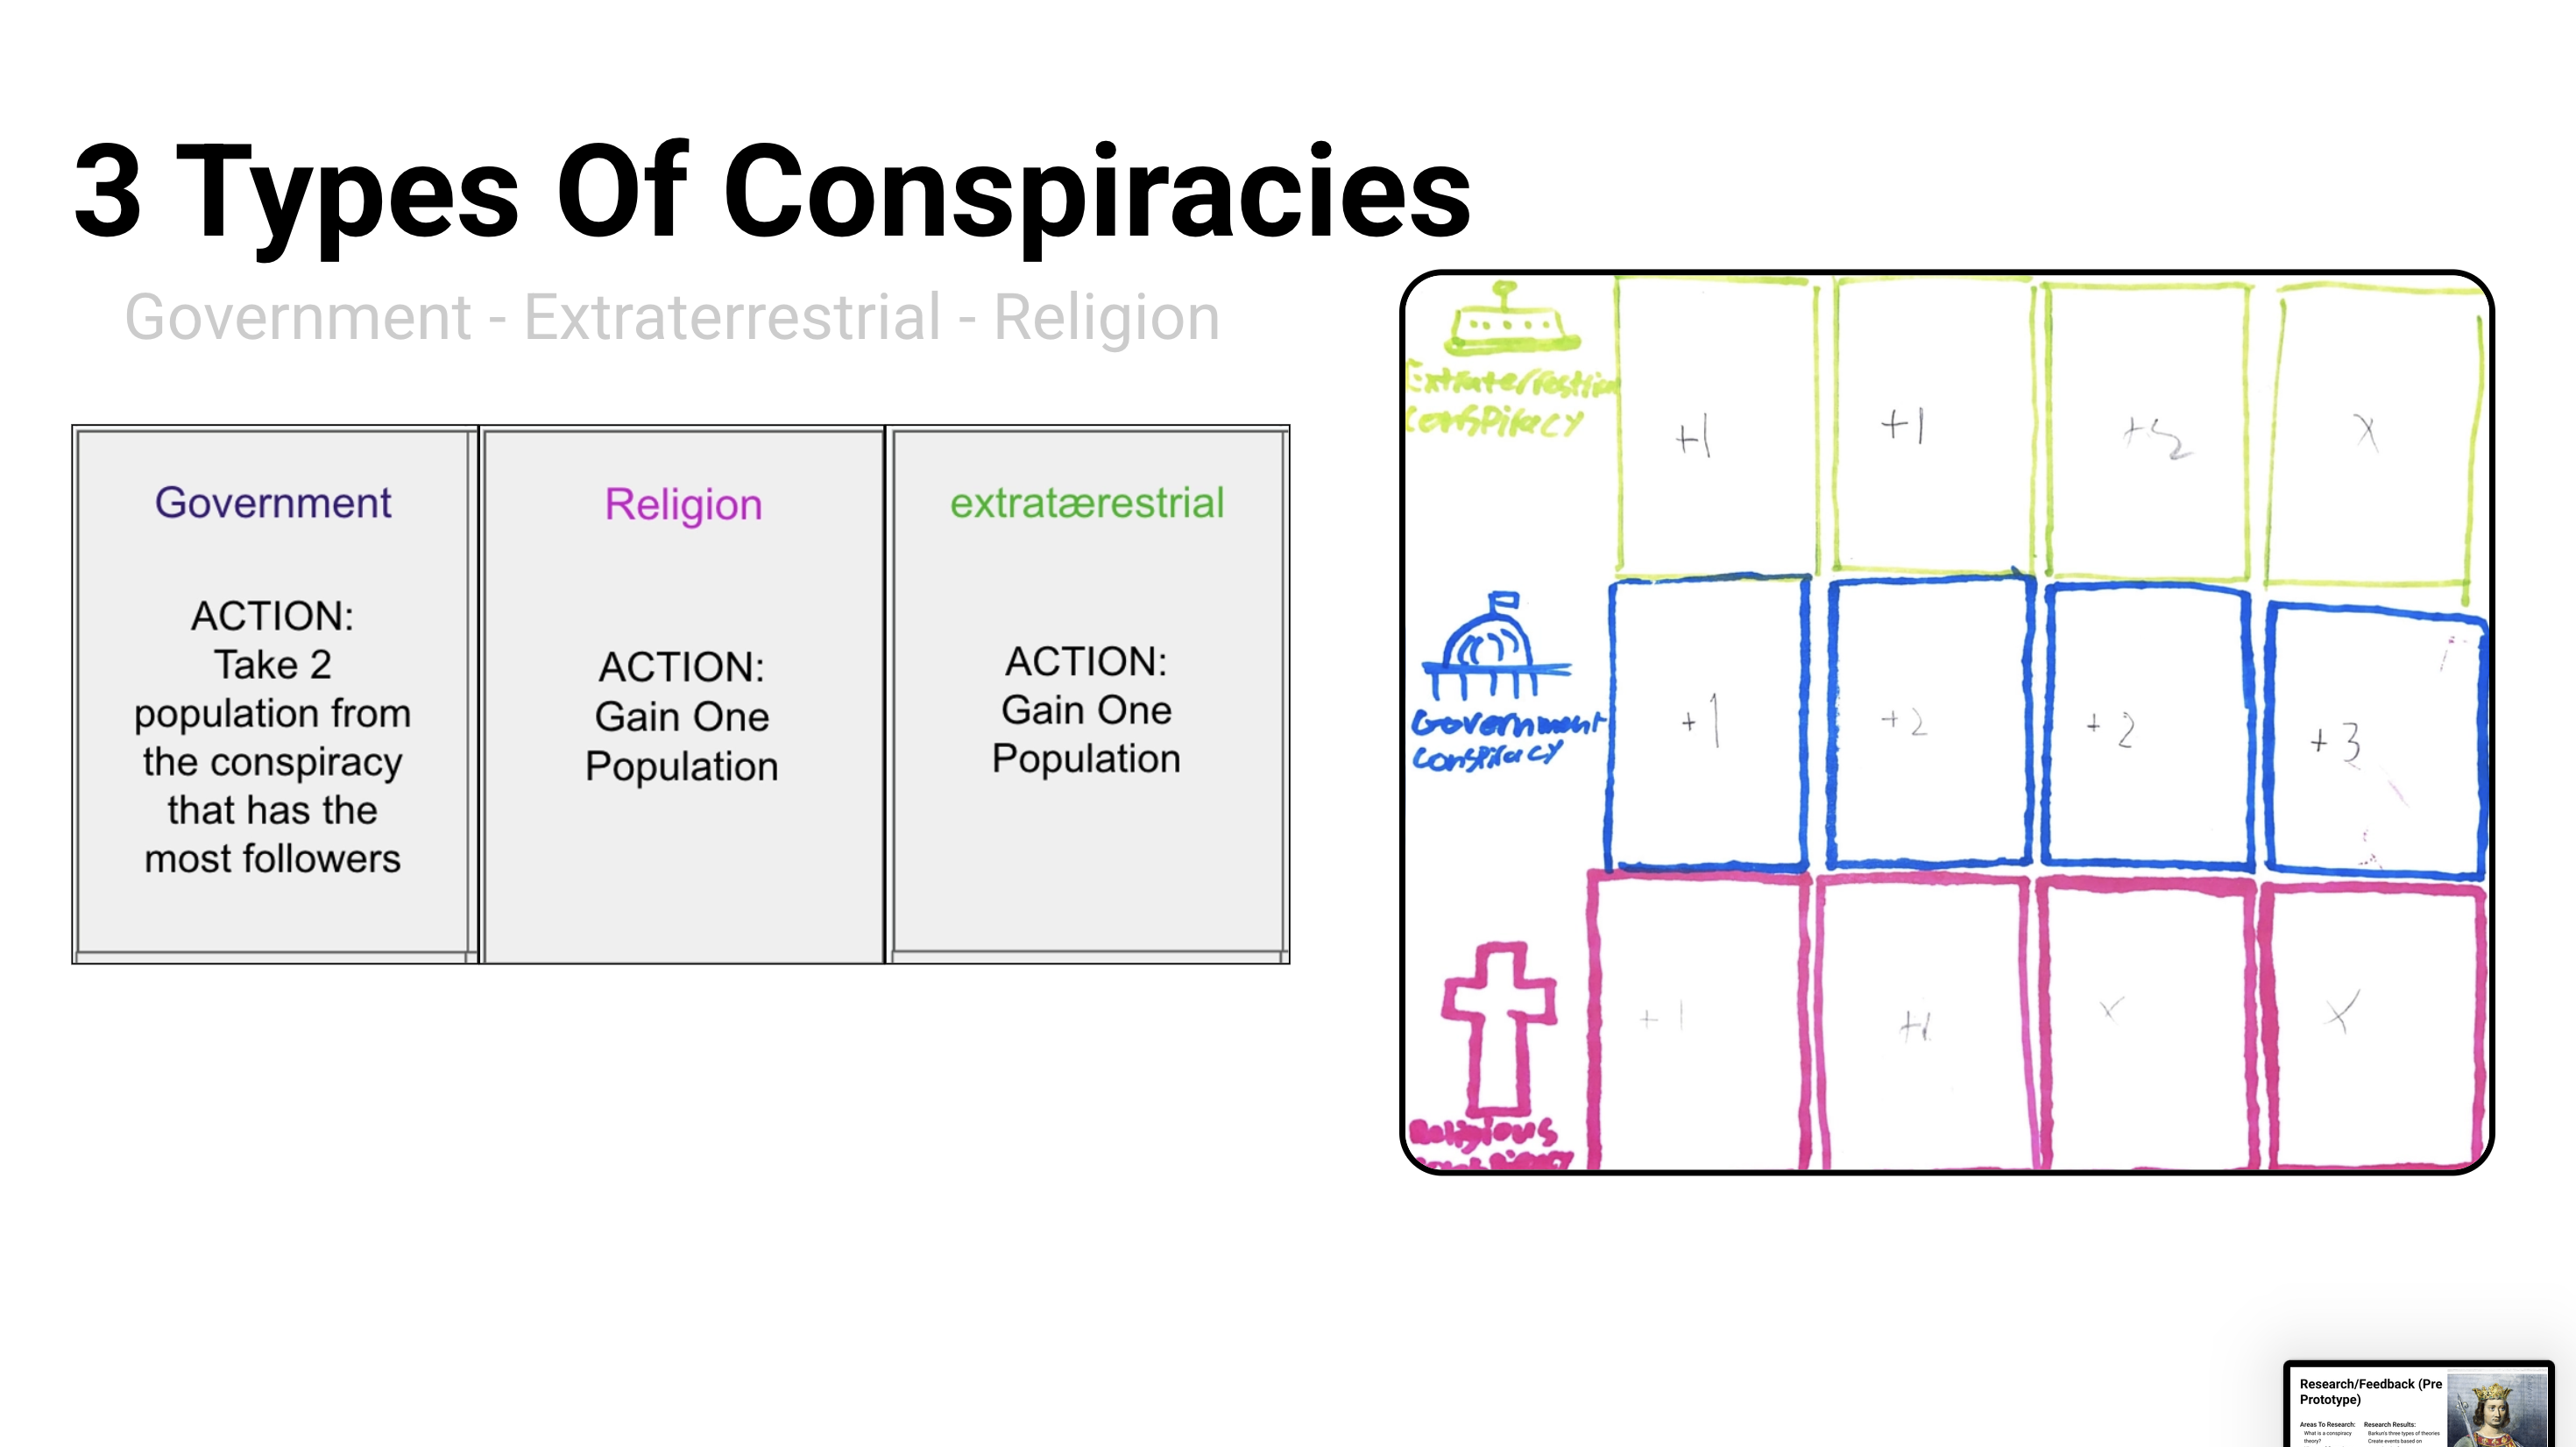 3 Types Of Conspiracies
Government - Extraterrestrial - Religion
Government
ACTION:
Take 2
population from
the conspiracy
that has the
most followers
Religion
ACTION:
Gain One
Population
extratærestrial
ACTION:
Gain One
Population
Conspiracy
+1
+1
X
Government
Conspiracy
+1
+2
+2
+3
Religious
+1
+1
X
X
Research/Feedback (Pre
Prototype)
Areas To Research:
What is a conspiracy
theory?
Research Results:
Barkun's three types of theories
Create events based on